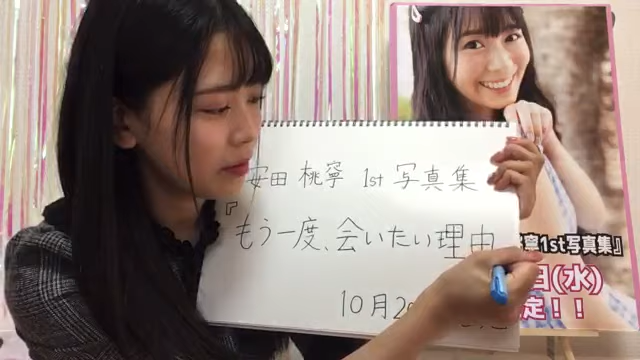 安田桃寧 1st 写真集
『もう一度、会いたい理由
10月2
寧1st写真集』
日(水)
定!!